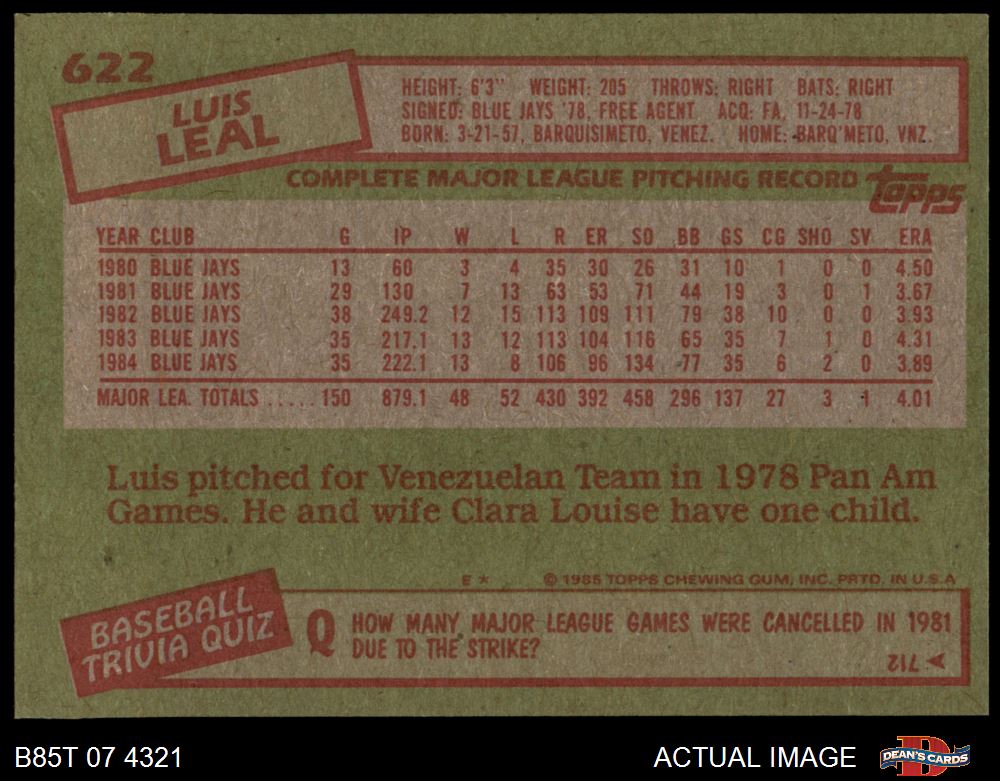 622
LUIS
LEAL
HEIGHT: 6'3" WEIGHT: 205 THROWS: RIGHT BATS: RIGHT
SIGNED: BLUE JAYS '78, FREE AGENT ACQ: FA, 11-24-78
BORN: 3-21-57, BARQUISIMETO, VENEZ. HOME: BARQ'METO, VNZ.
COMPLETE MAJOR LEAGUE PITCHING RECORD topps
YEAR CLUB G IP W L R ER SO BB GS CG SHO SV ERA
1980 BLUE JAYS 13 60 3 4 35 30 26 31 10 1 0 0 4.50
1981 BLUE JAYS 29 130 7 13 63 53 71 44 19 3 0 1 3.67
1982 BLUE JAYS 38 249.2 12 15 113 109 111 79 38 10 0 0 3.93
1983 BLUE JAYS 35 217.1 13 12 113 104 116 65 35 7 1 0 4.31
1984 BLUE JAYS 35 222.1 13 8 106 96 134 77 35 6 2 0 3.89
MAJOR LEA. TOTALS ..... 150 879.1 48 52 430 392 458 296 137 27 3 1 4.01
Luis pitched for Venezuelan Team in 1978 Pan Am
Games. He and wife Clara Louise have one child.
E * © 1985 TOPPS CHEWING GUM, INC. PRTD. IN U.S.A
BASEBALL
TRIVIA QUIZ
Q HOW MANY MAJOR LEAGUE GAMES WERE CANCELLED IN 1981
DUE TO THE STRIKE?
A 712
B85T 07 4321
ACTUAL IMAGE
DEAN'S CARDS